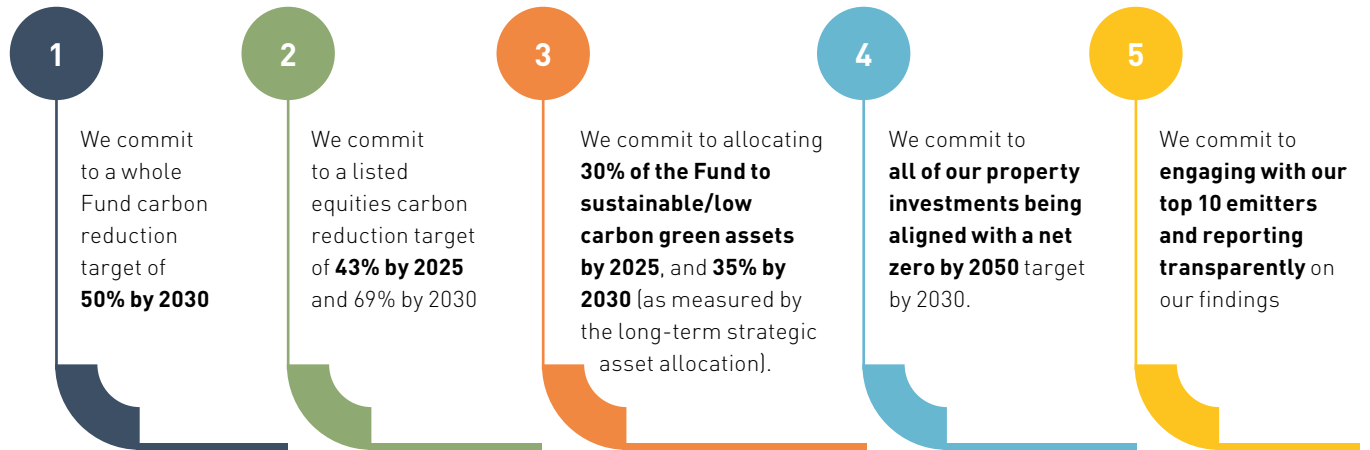 1
We commit
to a whole
Fund carbon
reduction
target of
50% by 2030
2
We commit
to a listed
equities carbon
reduction target
of 43% by 2025
and 69% by 2030
3
We commit to allocating
30% of the Fund to
sustainable/low
carbon green assets
by 2025, and 35% by
2030 (as measured by
the long-term strategic
asset allocation).
4
We commit to
all of our property
investments being
aligned with a net
zero by 2050 target
by 2030.
5
We commit to
engaging with our
top 10 emitters
and reporting
transparently on
our findings